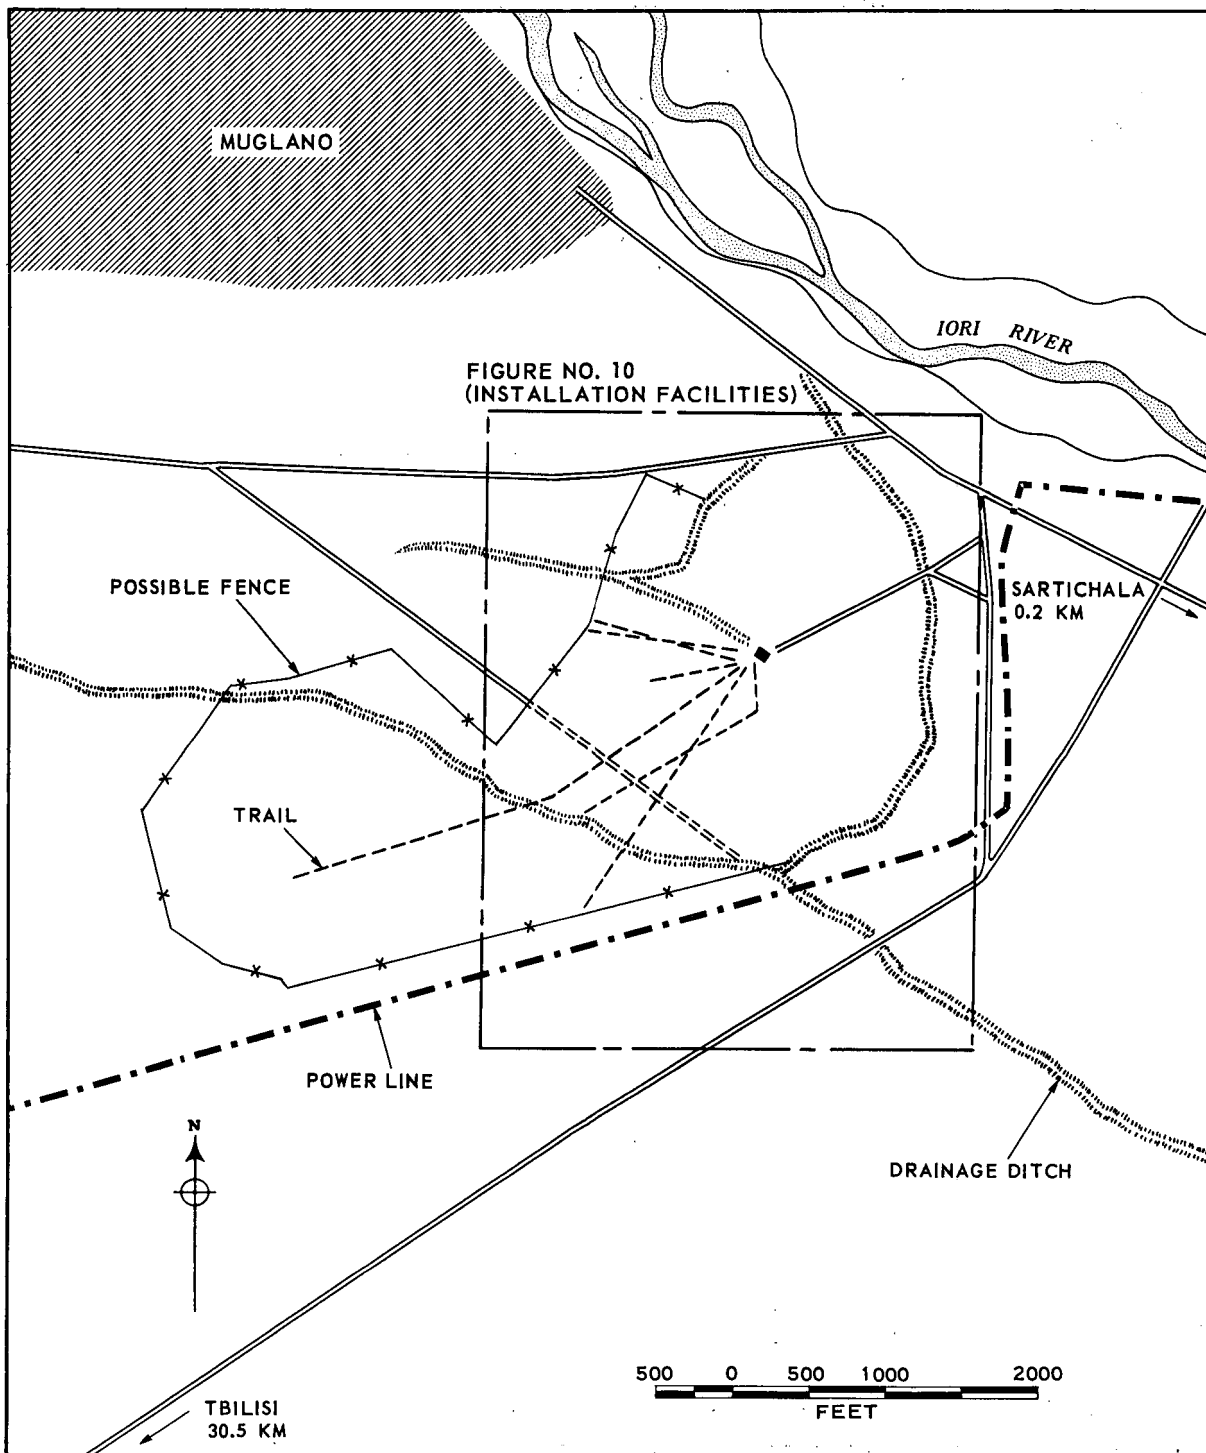 MUGLANO
IORI RIVER
FIGURE NO. 10
(INSTALLATION FACILITIES)
POSSIBLE FENCE
SARTICHALA
0.2 KM
TRAIL
POWER LINE
N
DRAINAGE DITCH
500 0 500 1000 2000
FEET
TBILISI
30.5 KM